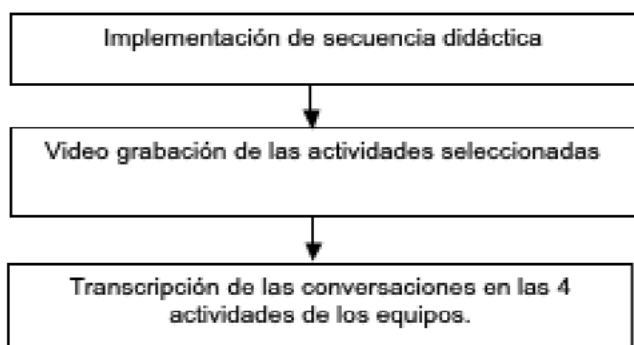 Implementación de secuencia didáctica
Video grabación de las actividades seleccionadas
Transcripción de las conversaciones en las 4
actividades de los equipos.